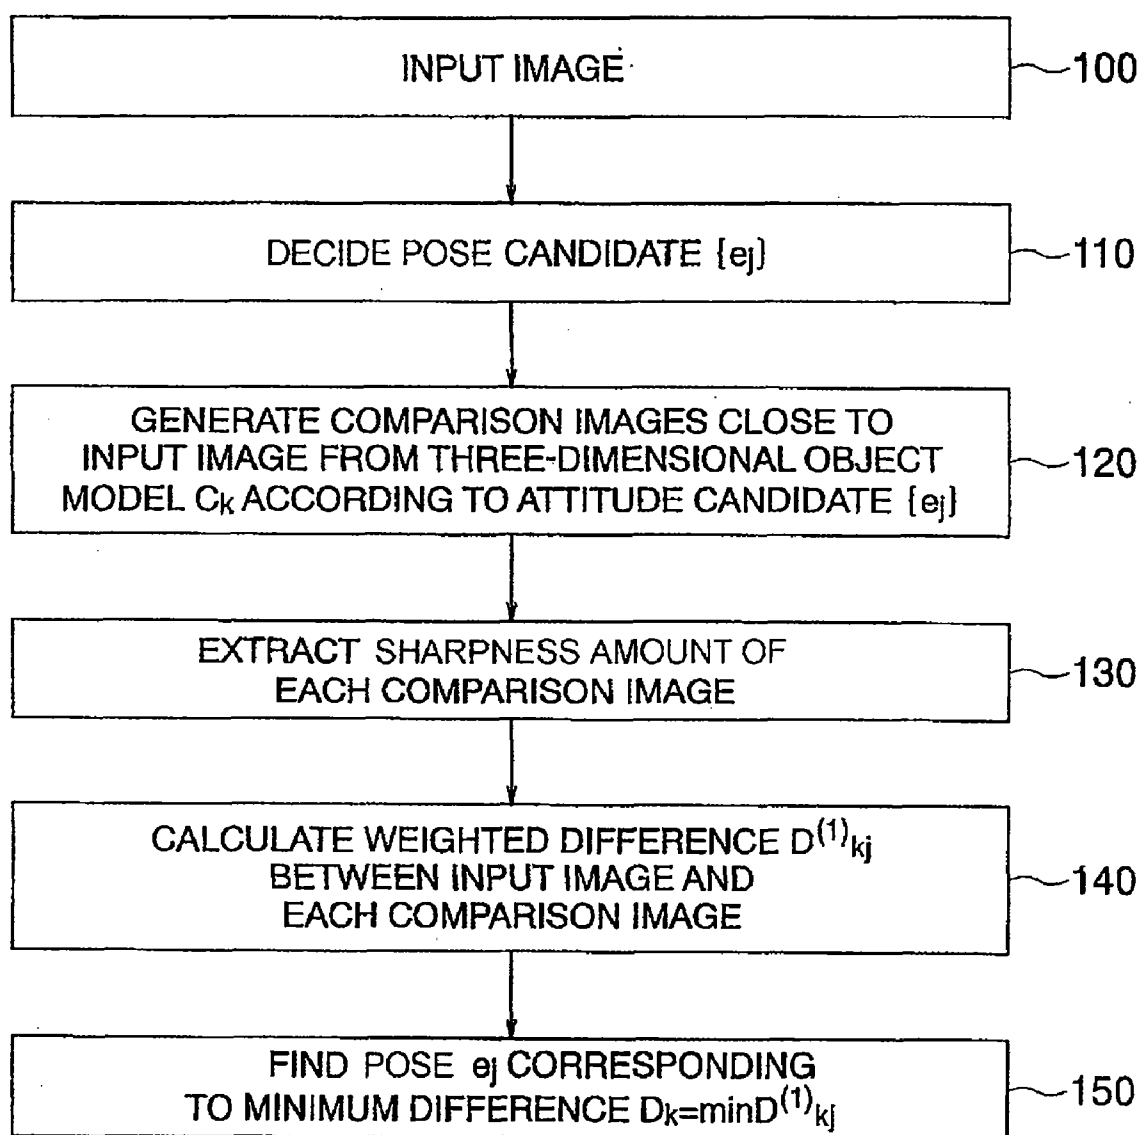 INPUT IMAGE
100
DECIDE POSE CANDIDATE {ej}
110
GENERATE COMPARISON IMAGES CLOSE TO
INPUT IMAGE FROM THREE-DIMENSIONAL OBJECT
MODEL Ck ACCORDING TO ATTITUDE CANDIDATE {ej}
120
EXTRACT SHARPNESS AMOUNT OF
EACH COMPARISON IMAGE
130
CALCULATE WEIGHTED DIFFERENCE D(1)kj
BETWEEN INPUT IMAGE AND
EACH COMPARISON IMAGE
140
FIND POSE ej CORRESPONDING
TO MINIMUM DIFFERENCE Dk=minD(1)kj
150